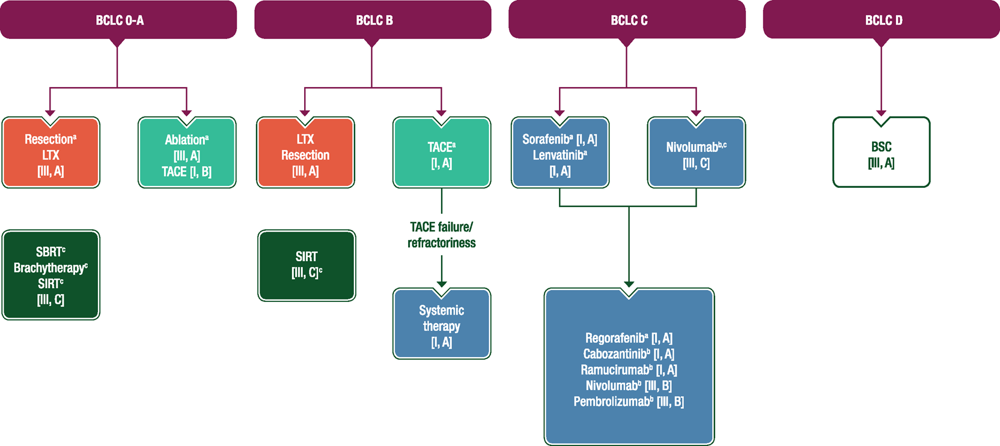 BCLC 0-A
BCLC B
BCLC C
BCLC D
Resectionᵃ
LTX
[III, A]
Ablationᵃ
[III, A]
TACE [I, B]
LTX
Resection
[III, A]
TACEᵃ
[I, A]
Sorafenibᵃ [I, A]
Lenvatinibᵃ
[I, A]
Nivolumabᵇ,ᶜ
[III, C]
BSC
[III, A]
SBRTᶜ
Brachytherapyᶜ
SIRTᶜ
[III, C]
SIRT
[III, C]ᶜ
TACE failure/
refractoriness
Systemic
therapy
[I, A]
Regorafenibᵃ [I, A]
Cabozantinibᵇ [I, A]
Ramucirumabᵇ [I, A]
Nivolumabᵇ [III, B]
Pembrolizumabᵇ [III, B]